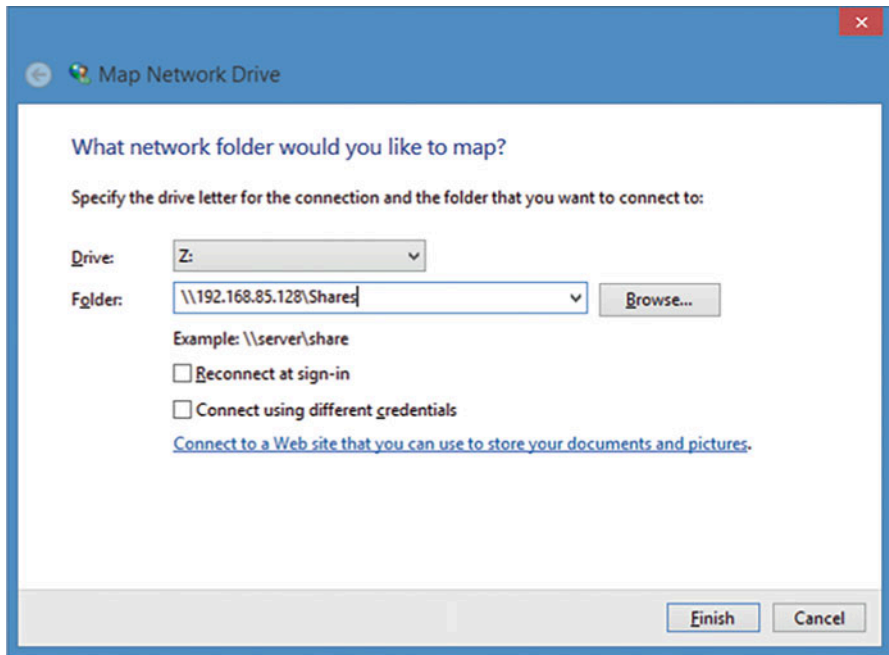 Map Network Drive
What network folder would you like to map?
Specify the drive letter for the connection and the folder that you want to connect to:
Drive: Z:
Folder: \\192.168.85.128\Shares Browse...
Example: \\server\share
Reconnect at sign-in
Connect using different credentials
Connect to a Web site that you can use to store your documents and pictures.
Finish Cancel